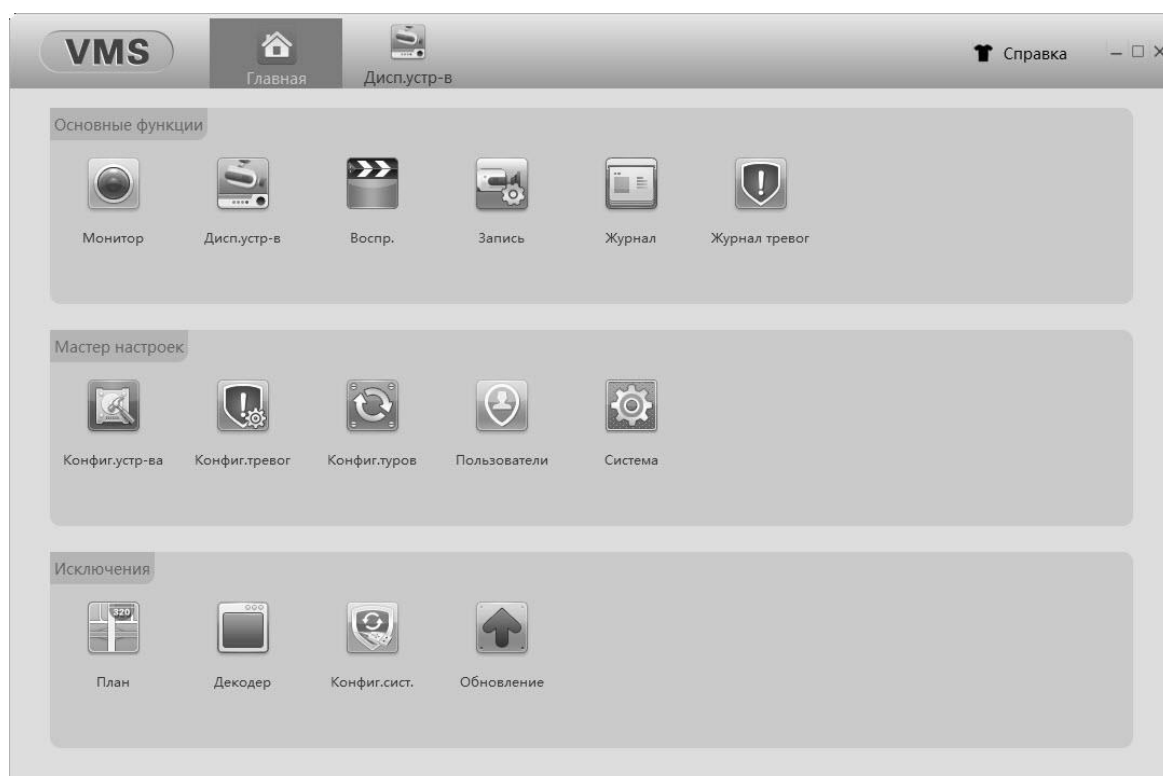 VMS
Главная
Дисп.устр-в
Справка
Основные функции
Монитор Дисп.устр-в Воспр. Запись Журнал Журнал тревог
Мастер настроек
Конфиг.устр-ва Конфиг.тревог Конфиг.туров Пользователи Система
Исключения
320
План Декодер Конфиг.сист. Обновление